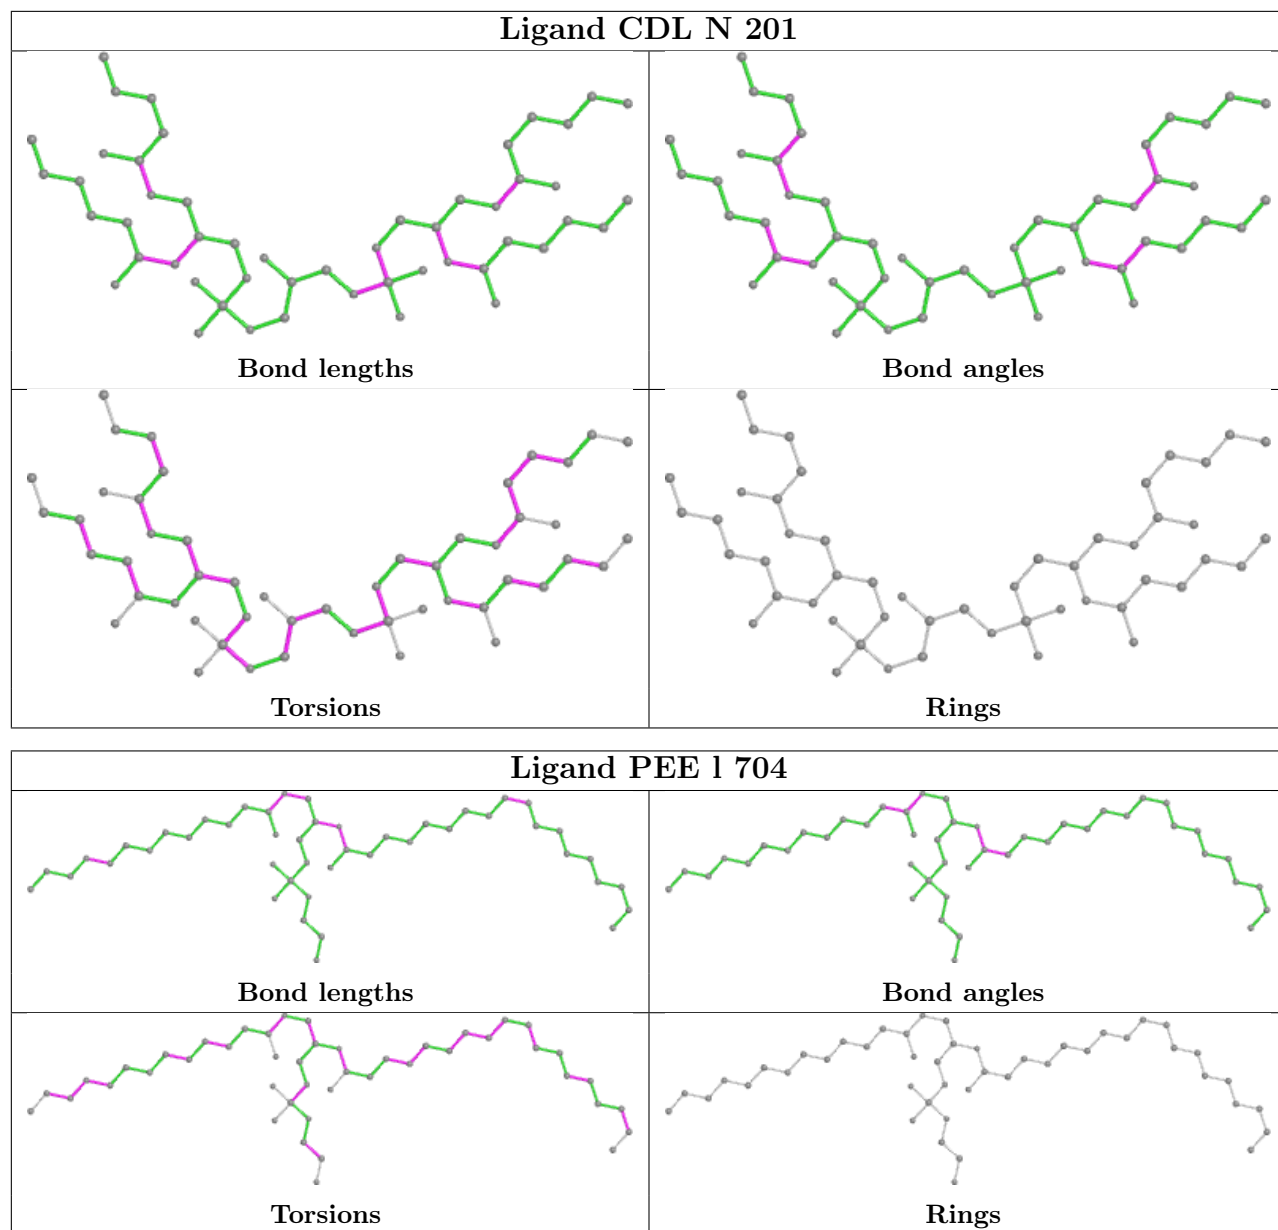 Ligand CDL N 201
Bond lengths
Bond angles
Torsions
Rings
Ligand PEE l 704
Bond lengths
Bond angles
Torsions
Rings